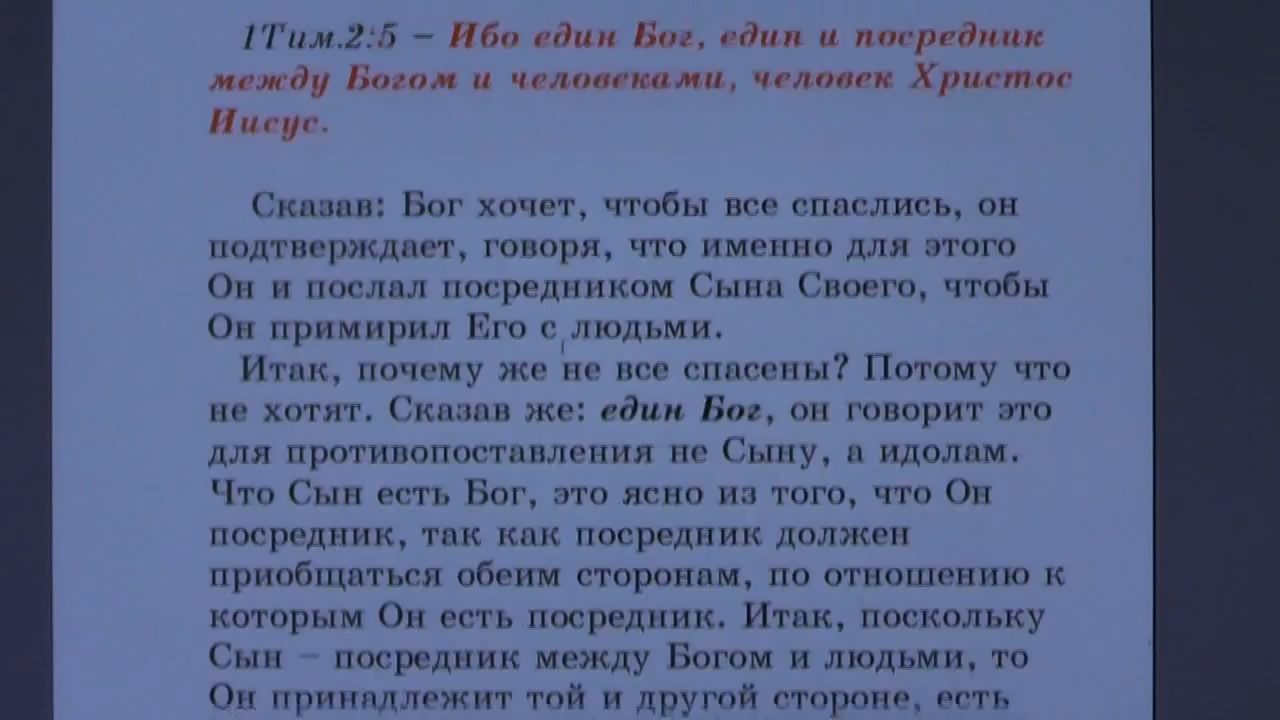 1Тим.2:5 – Ибо един Бог, един и посредник
между Богом и человеками, человек Христос
Иисус.
Сказав: Бог хочет, чтобы все спаслись, он
подтверждает, говоря, что именно для этого
Он и послал посредником Сына Своего, чтобы
Он примирил Его с людьми.
Итак, почему же не все спасены? Потому что
не хотят. Сказав же: един Бог, он говорит это
для противопоставления не Сыну, а идолам.
Что Сын есть Бог, это ясно из того, что Он
посредник, так как посредник должен
приобщаться обеим сторонам, по отношению к
которым Он есть посредник. Итак, поскольку
Сын – посредник между Богом и людьми, то
Он принадлежит той и другой стороне, есть